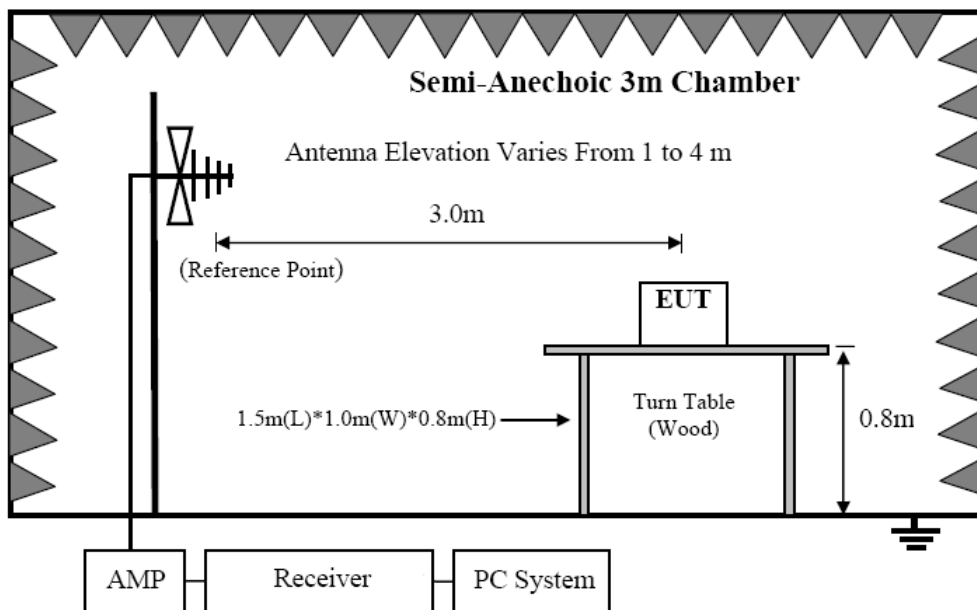 Semi-Anechoic 3m Chamber
Antenna Elevation Varies From 1 to 4 m
3.0m
(Reference Point)
EUT
1.5m(L)*1.0m(W)*0.8m(H)
Turn Table
(Wood)
0.8m
AMP
Receiver
PC System